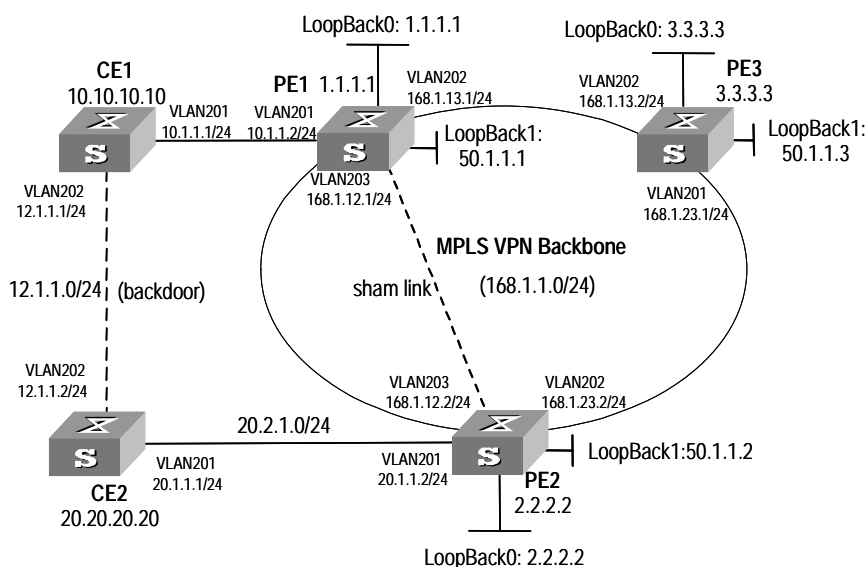 LoopBack0: 1.1.1.1
LoopBack0: 3.3.3.3
CE1
10.10.10.10
PE1 1.1.1.1
VLAN202
168.1.13.1/24
VLAN202
168.1.13.2/24
PE3
3.3.3.3
VLAN201
10.1.1.1/24
VLAN201
10.1.1.2/24
LoopBack1:
50.1.1.1
LoopBack1:
50.1.1.3
S
S
S
VLAN202
12.1.1.1/24
VLAN203
168.1.12.1/24
VLAN201
168.1.23.1/24
MPLS VPN Backbone
(168.1.1.0/24)
12.1.1.0/24 (backdoor)
sham link
VLAN202
12.1.1.2/24
VLAN203
168.1.12.2/24
VLAN202
168.1.23.2/24
20.2.1.0/24
S
S
VLAN201
20.1.1.1/24
VLAN201
20.1.1.2/24
LoopBack1:50.1.1.2
CE2
20.20.20.20
PE2
2.2.2.2
LoopBack0: 2.2.2.2